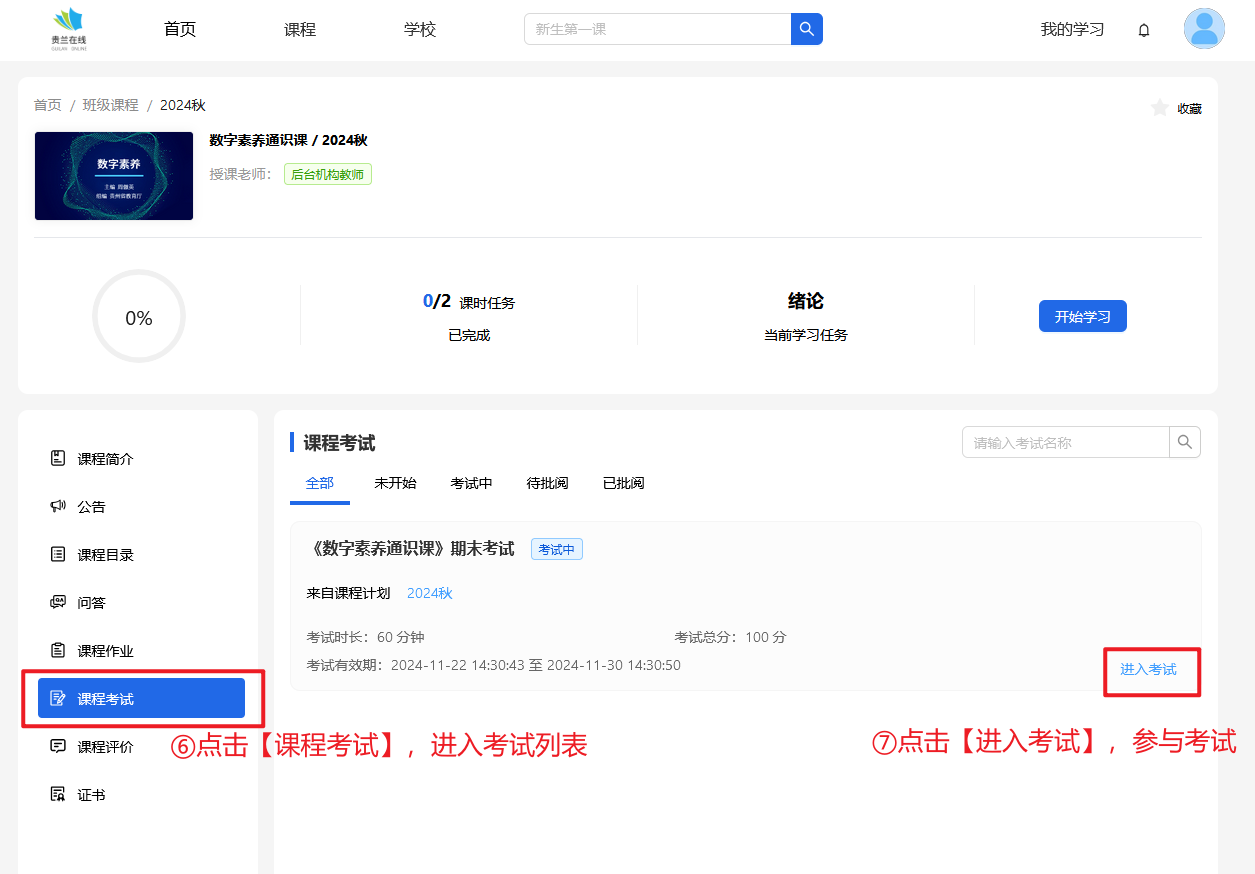 首页
课程
学校
新生第一课
我的学习
贵兰在线
GUILAN ONLINE
首页 / 班级课程 / 2024秋
收藏
数字素养通识课 / 2024秋
授课老师： 后台机构教师
数字素养
组编 贵州省教育厅
0%
0/2 课时任务
已完成
绪论
当前学习任务
开始学习
课程简介
公告
课程目录
问答
课程作业
课程考试
课程评价
证书
课程考试
请输入考试名称
全部 未开始 考试中 待批阅 已批阅
《数字素养通识课》期末考试 考试中
来自课程计划 2024秋
考试时长：60 分钟 考试总分：100 分
考试有效期：2024-11-22 14:30:43 至 2024-11-30 14:30:50
进入考试
⑥点击【课程考试】，进入考试列表
⑦点击【进入考试】，参与考试